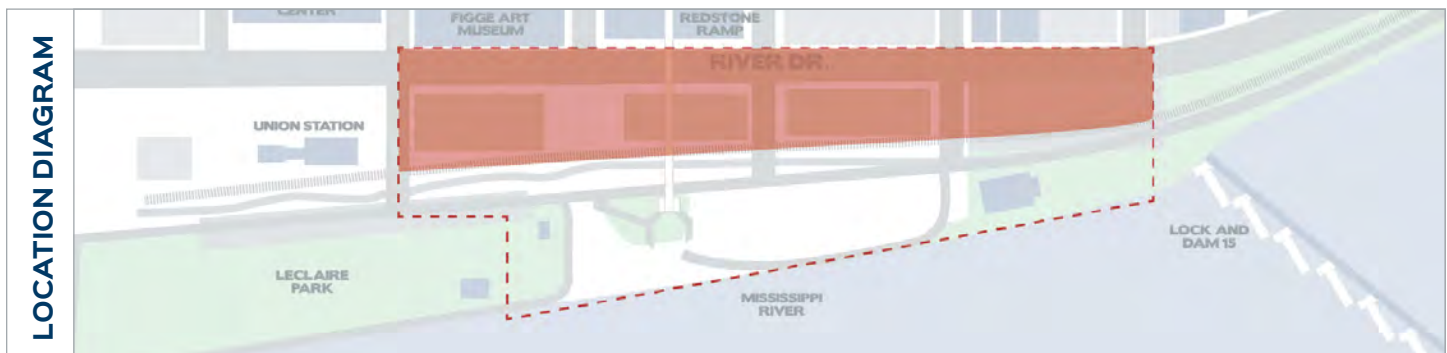 LOCATION DIAGRAM
CENTER
FIGGE ART
MUSEUM
REDSTONE
RAMP
RIVER DR.
UNION STATION
LECLAIRE
PARK
MISSISSIPPI
RIVER
LOCK AND
DAM 15